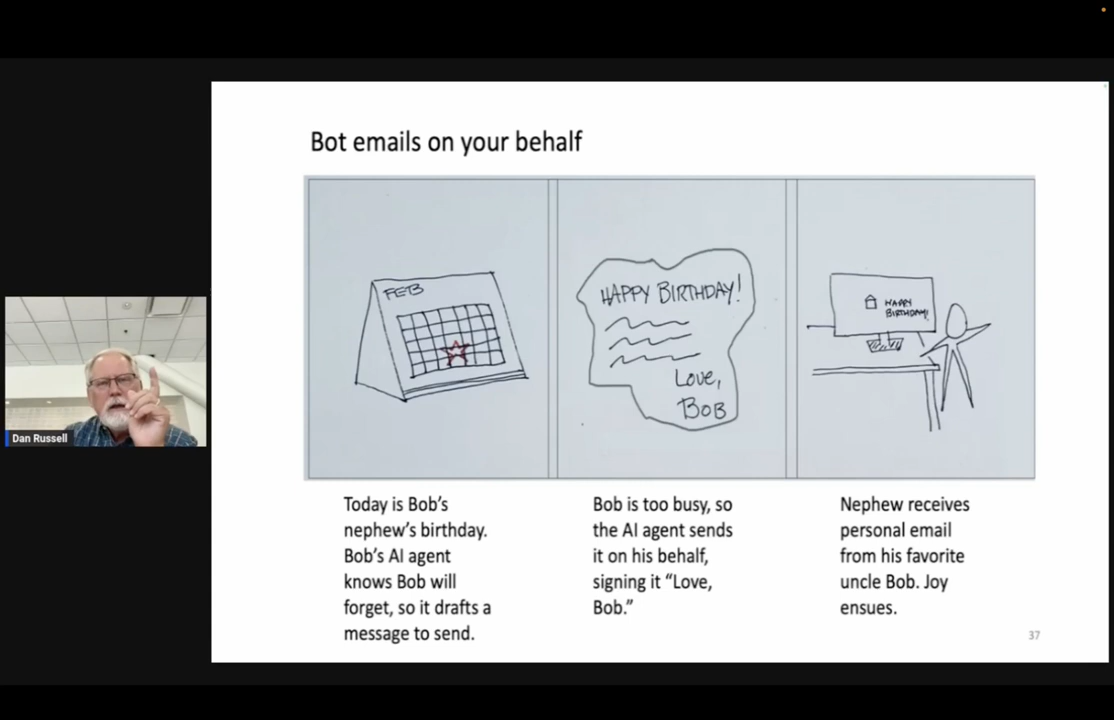 Bot emails on your behalf
FEB
HAPPY BIRTHDAY!
Love,
BOB
HAPPY
BIRTHDAY!
Today is Bob's
nephew's birthday.
Bob's AI agent
knows Bob will
forget, so it drafts a
message to send.
Bob is too busy, so
the AI agent sends
it on his behalf,
signing it “Love,
Bob.”
Nephew receives
personal email
from his favorite
uncle Bob. Joy
ensues.
37
Dan Russell